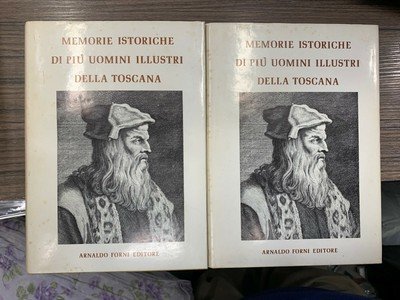 MEMORIE ISTORICHE
DI PIÙ UOMINI ILLUSTRI
DELLA TOSCANA
ARNALDO FORNI EDITORE
MEMORIE ISTORICHE
DI PIÙ UOMINI ILLUSTRI
DELLA TOSCANA
ARNALDO FORNI EDITORE